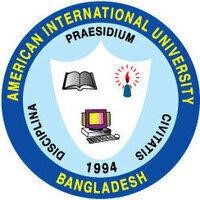 AMERICAN INTERNATIONAL UNIVERSITY
PRAESIDIUM
DISCIPLINA
CIVITATIS
1994
BANGLADESH